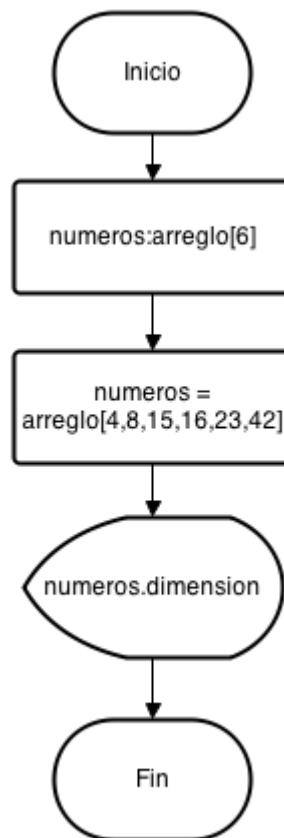 Inicio
numeros:arreglo[6]
numeros =
arreglo[4,8,15,16,23,42]
numeros.dimension
Fin